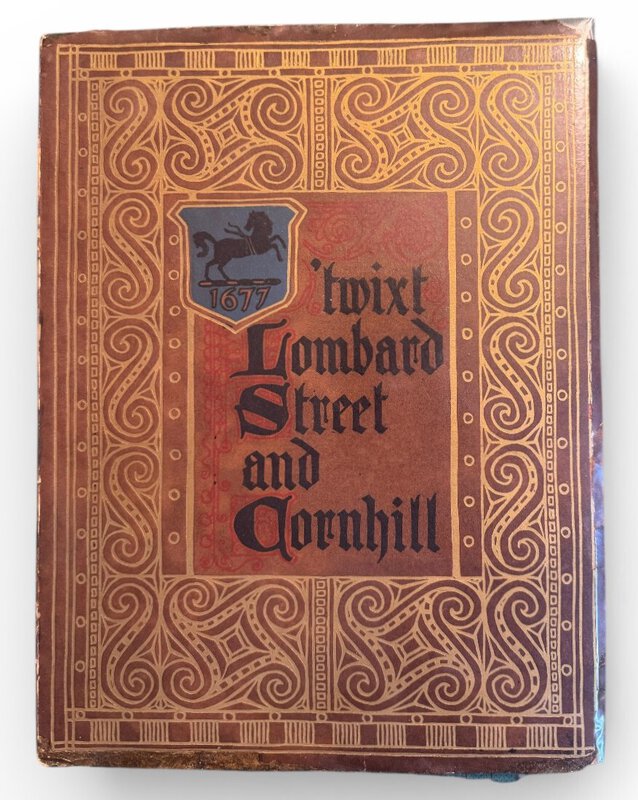 1677
'twixt
Lombard
Street
and
Cornhill